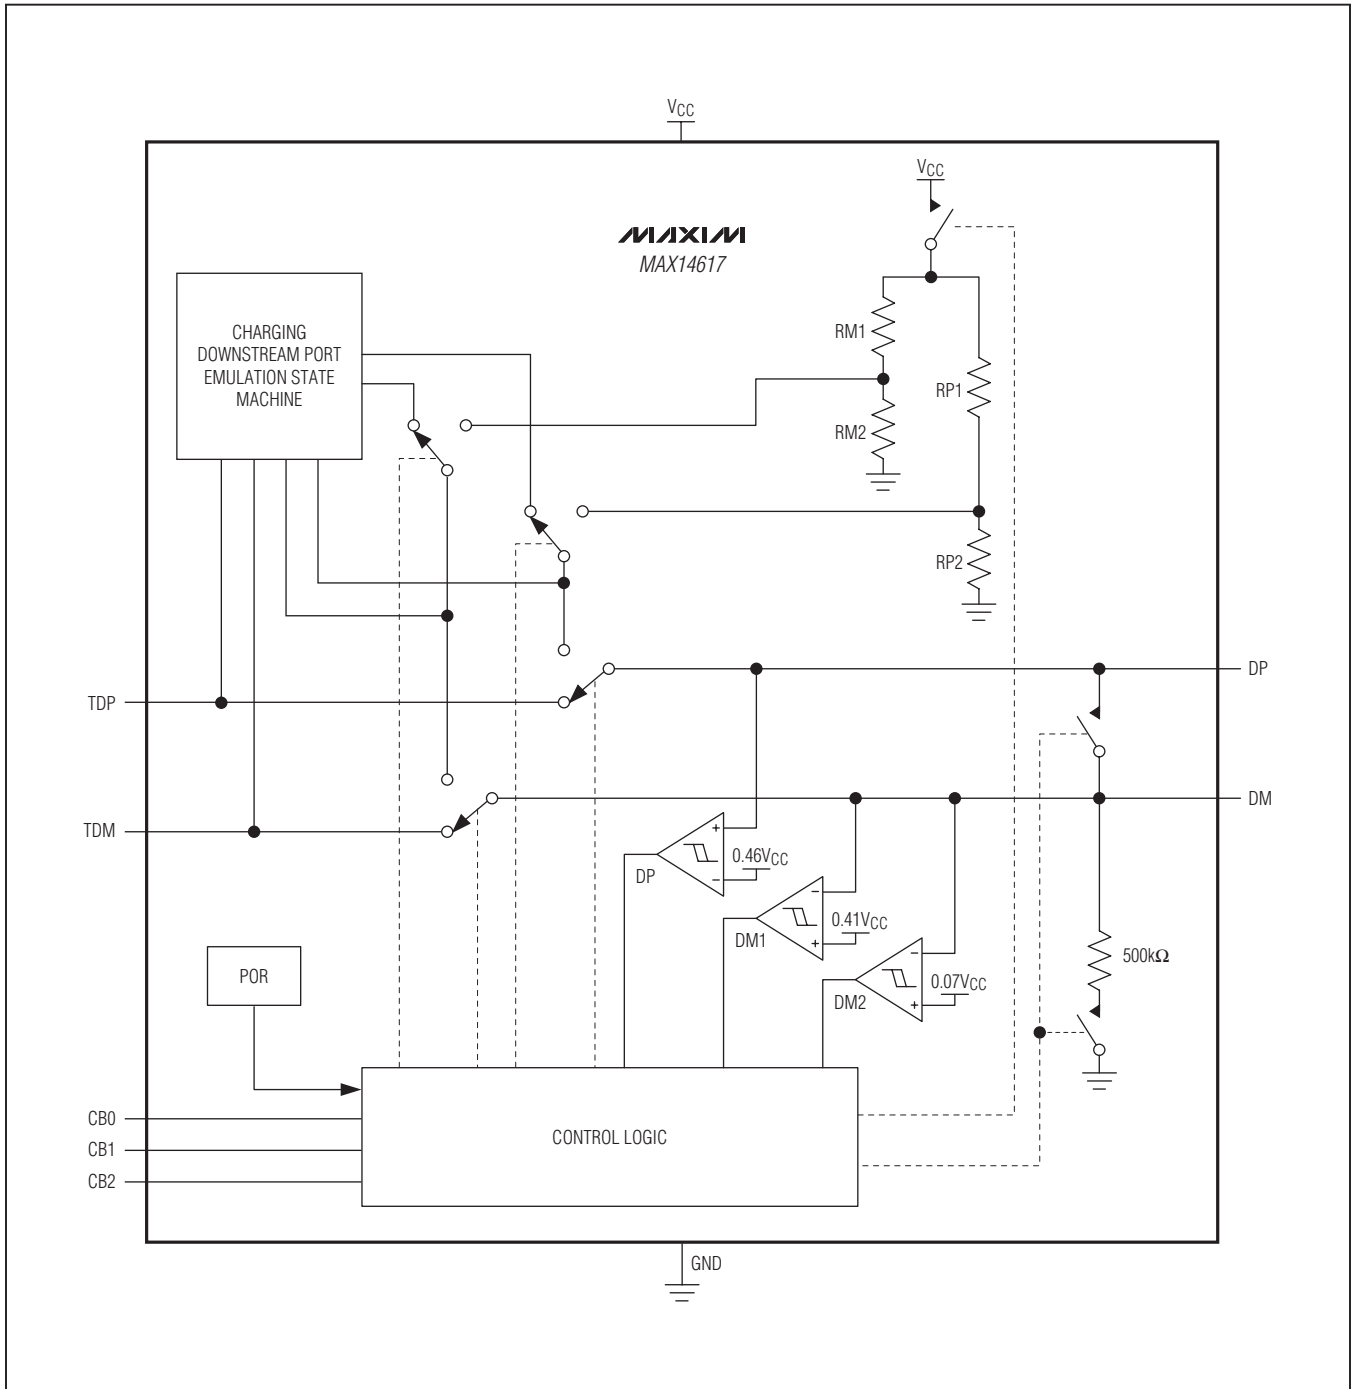 VCC
VCC
MAXIM
MAX14617
CHARGING
DOWNSTREAM PORT
EMULATION STATE
MACHINE
RM1
RP1
RM2
RP2
DP
TDP
DM
TDM
+
0.46VCC
DP
−
−
0.41VCC
DM1
+
−
500kΩ
0.07VCC
POR
DM2
+
CB0
CONTROL LOGIC
CB1
CB2
GND